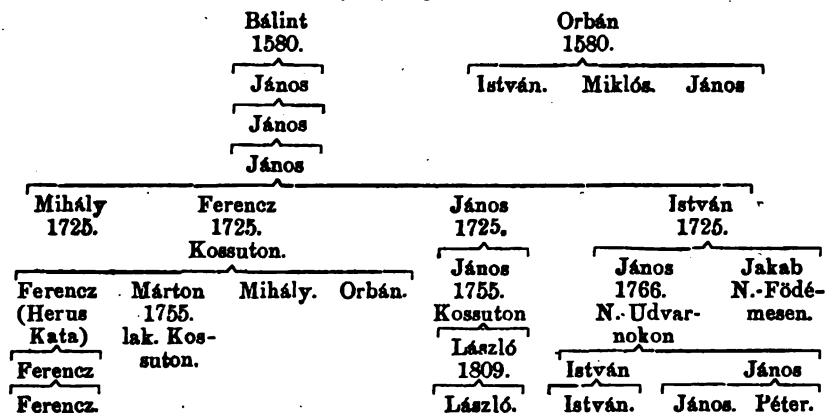 Bálint Orbán
1580. 1580.
János István. Miklós. János
János
János
Mihály Ferencz János István
1725. 1725. 1725. 1725.
Kossuton.
János János Jakab
Ferencz Márton Mihály. Orbán. 1755. 1766. N.-Födé-
(Herus 1755. Kossuton N.-Udvar- mesen.
Kata) lak. Kos- László nokon
Ferencz suton. 1809. István János
Ferencz. László. István. János. Péter.